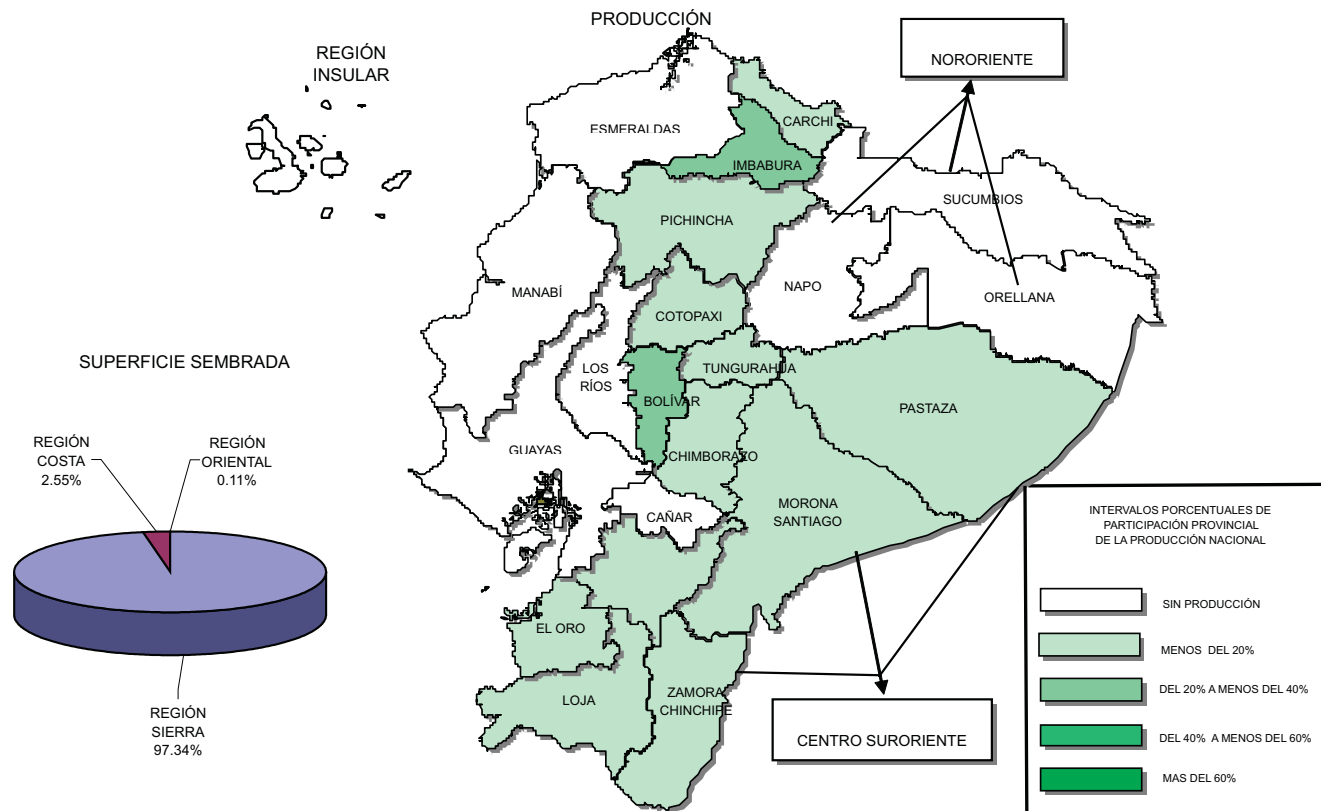 PRODUCCIÓN
REGIÓN
INSULAR
NORORIENTE
CARCHI
ESMERALDAS
IMBABURA
SUCUMBIOS
PICHINCHA
NAPO
ORELLANA
MANABÍ
COTOPAXI
SUPERFICIE SEMBRADA
LOS
RÍOS
TUNGURAHUA
BOLÍVAR
PASTAZA
REGIÓN
COSTA
2.55%
REGIÓN
ORIENTAL
0.11%
GUAYAS
CHIMBORAZO
MORONA
SANTIAGO
CAÑAR
INTERVALOS PORCENTUALES DE
PARTICIPACIÓN PROVINCIAL
DE LA PRODUCCIÓN NACIONAL
SIN PRODUCCIÓN
EL ORO
MENOS DEL 20%
LOJA
ZAMORA
CHINCHIPE
DEL 20% A MENOS DEL 40%
REGIÓN
SIERRA
97.34%
CENTRO SURORIENTE
DEL 40% A MENOS DEL 60%
MAS DEL 60%